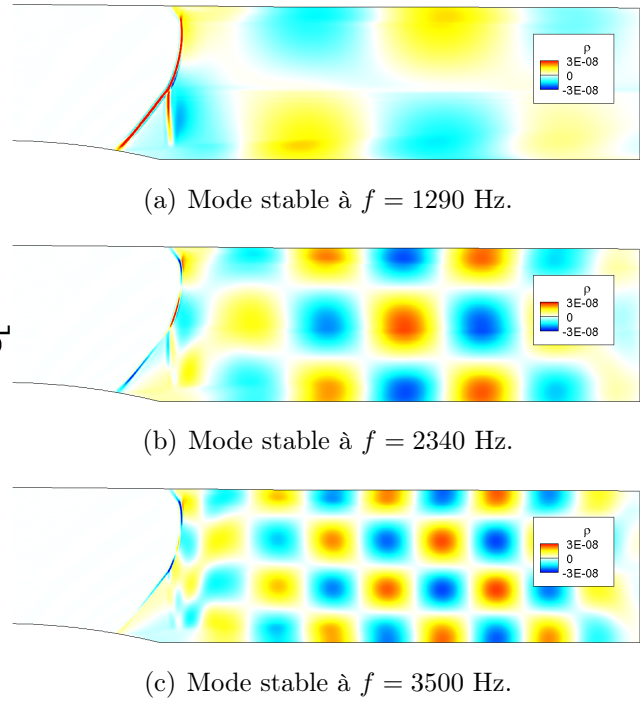 ρ
3E-08
0
-3E-08
(a) Mode stable à f = 1290 Hz.
ρ
3E-08
0
-3E-08
(b) Mode stable à f = 2340 Hz.
ρ
3E-08
0
-3E-08
(c) Mode stable à f = 3500 Hz.